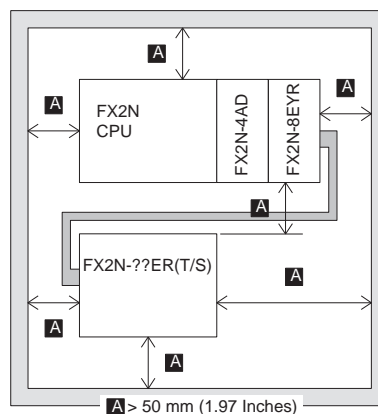 A
A
A
FX2N
CPU
FX2N-4AD
FX2N-8EYR
A
FX2N-??ER(T/S)
A
A
A
A > 50 mm (1.97 Inches)